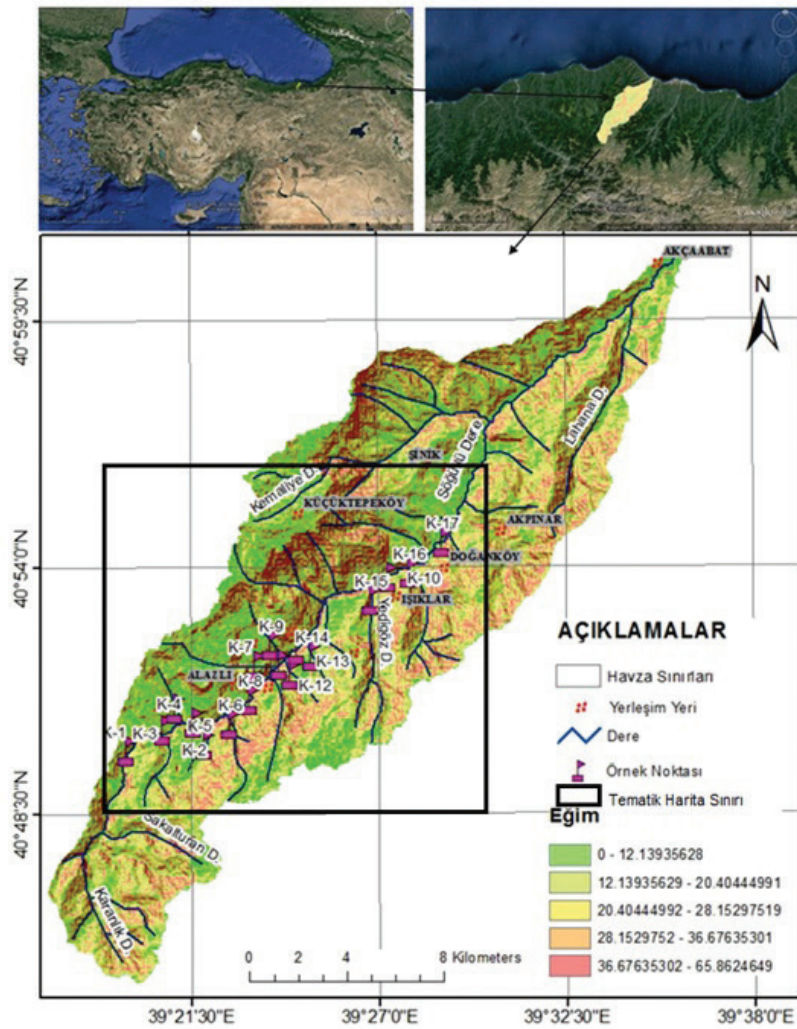 AKÇAABAT
N
40°59'30"N
Lahana D.
Söğütlü Dere
ŞINIK
Kemaliye D.
KÜÇÜKTEPEKÖY
K-17
AKPINAR
40°54'0"N
K-16
DOĞANKÖY
K-15
K-10
IŞIKLAR
Yedigöz D.
AÇIKLAMALAR
K-9
K-14
K-7
K-13
ALAZLI
K-8
K-12
Havza Sınırları
K-4
K-6
Yerleşim Yeri
K-1
K-3
K-5
Dere
K-2
Örnek Noktası
Tematik Harita Sınırı
40°48'30"N
Sakalturan D.
Eğim
0 - 12.13935628
12.13935629 - 20.40444991
Karanlık D.
20.40444992 - 28.15297519
28.1529752 - 36.67635301
36.67635302 - 65.8624649
0 2 4 8 Kilometers
39°21'30"E 39°27'0"E 39°32'30"E 39°38'0"E